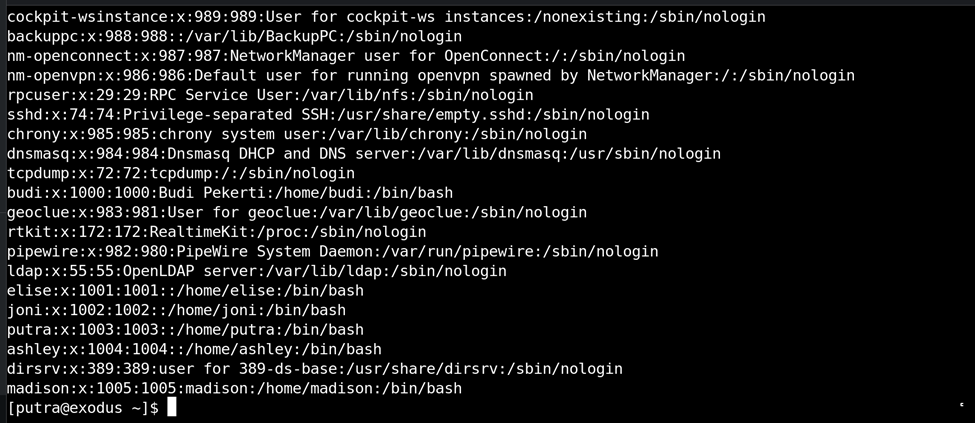 cockpit-wsinstance:x:989:989:User for cockpit-ws instances:/nonexisting:/sbin/nologin
backuppc:x:988:988::/var/lib/BackupPC:/sbin/nologin
nm-openconnect:x:987:987:NetworkManager user for OpenConnect:/:/sbin/nologin
nm-openvpn:x:986:986:Default user for running openvpn spawned by NetworkManager:/:/sbin/nologin
rpcuser:x:29:29:RPC Service User:/var/lib/nfs:/sbin/nologin
sshd:x:74:74:Privilege-separated SSH:/usr/share/empty.sshd:/sbin/nologin
chrony:x:985:985:chrony system user:/var/lib/chrony:/sbin/nologin
dnsmasq:x:984:984:Dnsmasq DHCP and DNS server:/var/lib/dnsmasq:/usr/sbin/nologin
tcpdump:x:72:72:tcpdump:/:/sbin/nologin
budi:x:1000:1000:Budi Pekerti:/home/budi:/bin/bash
geoclue:x:983:981:User for geoclue:/var/lib/geoclue:/sbin/nologin
rtkit:x:172:172:RealtimeKit:/proc:/sbin/nologin
pipewire:x:982:980:PipeWire System Daemon:/var/run/pipewire:/sbin/nologin
ldap:x:55:55:OpenLDAP server:/var/lib/ldap:/sbin/nologin
elise:x:1001:1001::/home/elise:/bin/bash
joni:x:1002:1002::/home/joni:/bin/bash
putra:x:1003:1003::/home/putra:/bin/bash
ashley:x:1004:1004::/home/ashley:/bin/bash
dirsrv:x:389:389:user for 389-ds-base:/usr/share/dirsrv:/sbin/nologin
madison:x:1005:1005:madison:/home/madison:/bin/bash
[putra@exodus ~]$